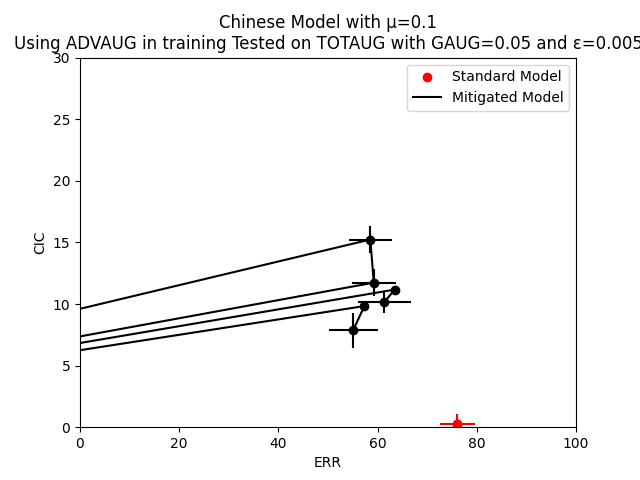 Chinese Model with μ=0.1
Using ADVAUG in training Tested on TOTAUG with GAUG=0.05 and ε=0.005
Standard Model
Mitigated Model
30
25
20
15
10
5
0
CIC
0 20 40 60 80 100
ERR